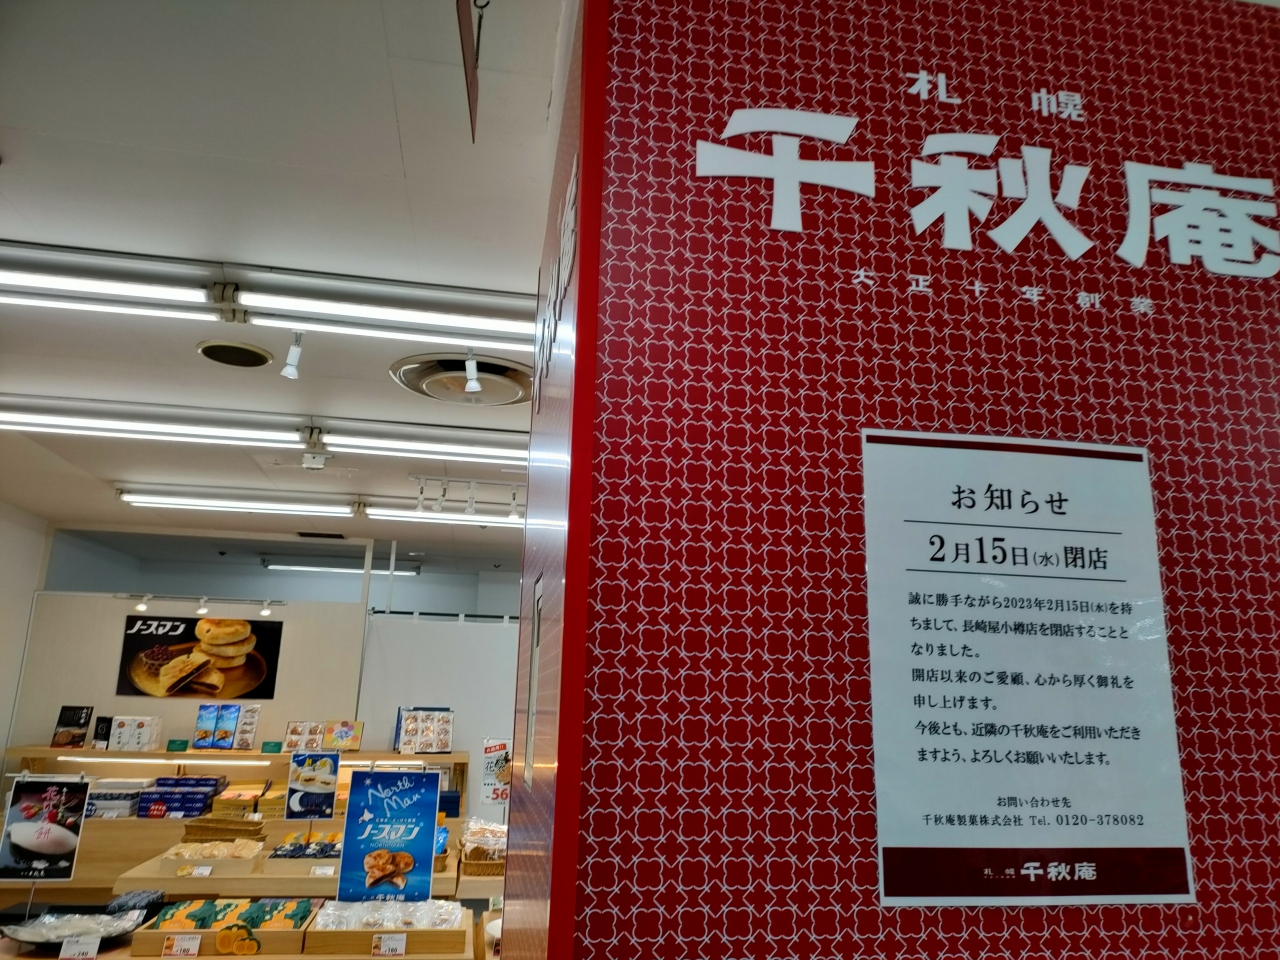 札幌
千秋庵
大正十年創業
お知らせ
2月15日(水)閉店
誠に勝手ながら2023年2月15日(水)を持
ちまして、長崎屋小樽店を閉店することと
なりました。
開店以来のご愛顧、心から厚く御礼を
申し上げます。
今後とも、近隣の千秋庵をご利用いただき
ますよう、よろしくお願いいたします。
お問い合わせ先
千秋庵製菓株式会社 Tel. 0120-378082
札幌 千秋庵
ノースマン
North
Man
ノースマン
NORTHMAN
千秋庵
180
180
240
56